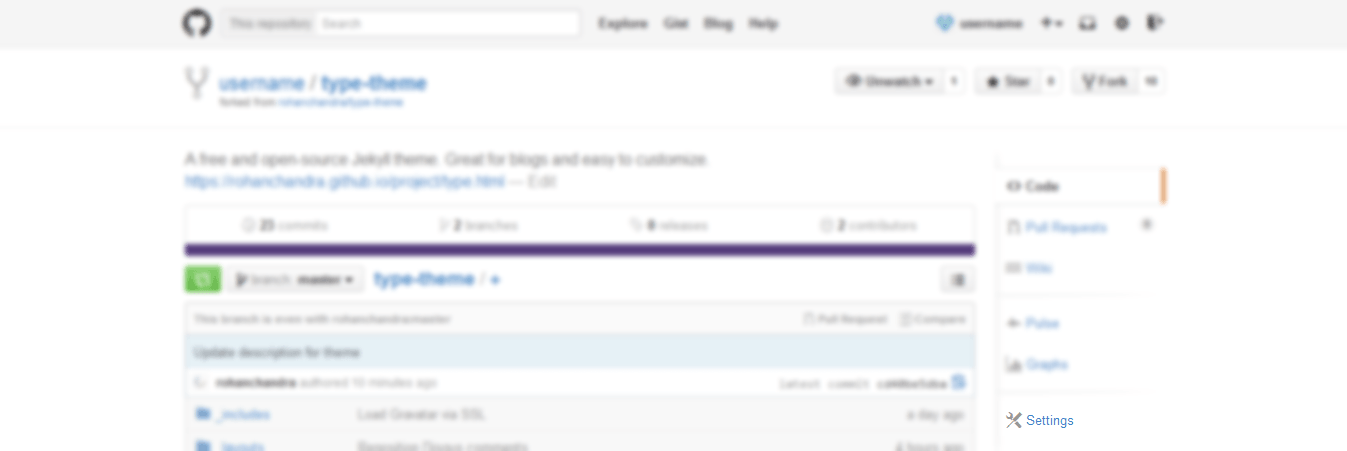 This repository Search
Explore Gist Blog Help
username
username / type-theme
forked from rohanchandra/type-theme
Unwatch 1 Star 0 Fork 10
A free and open-source Jekyll theme. Great for blogs and easy to customize.
https://rohanchandra.github.io/project/type.html — Edit
23 commits 2 branches 0 releases 2 contributors
branch: master type-theme / +
This branch is even with rohanchandra:master
Pull Request Compare
Update description for theme
rohanchandra authored 10 minutes ago
latest commit
_includes Load Gravatar via SSL a day ago
_layouts Reposition Disqus comments 4 hours ago
Code
Pull Requests 0
Wiki
Pulse
Graphs
Settings